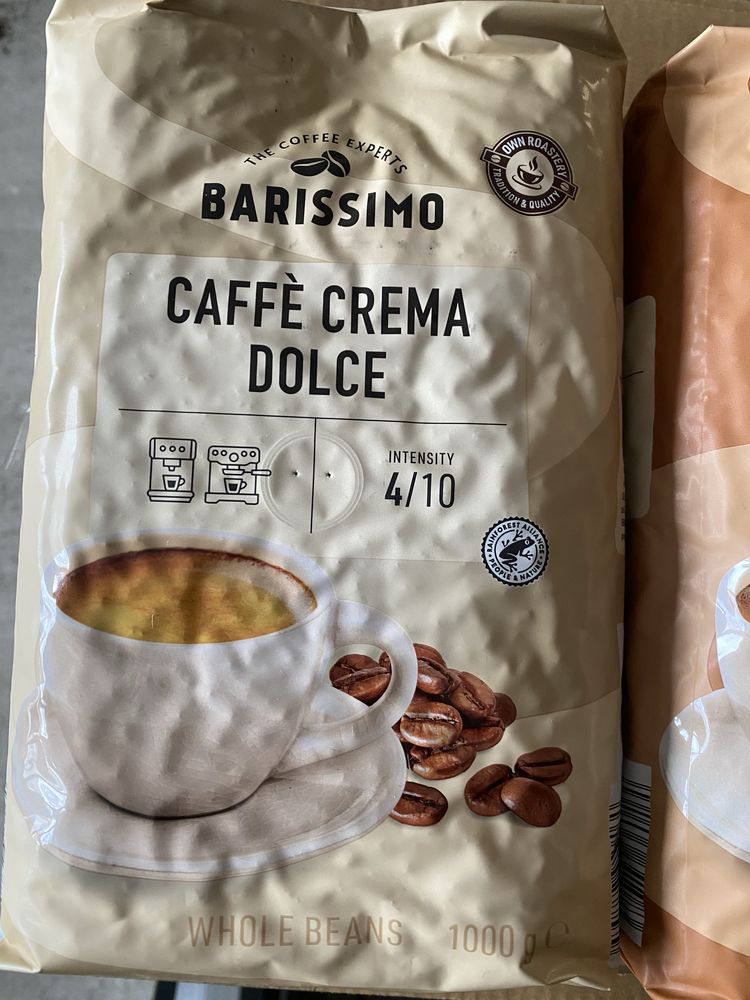 THE COFFEE EXPERTS
BARISSIMO
OWN ROASTERY
TRADITION & QUALITY
CAFFÈ CREMA
DOLCE
INTENSITY
4/10
RAINFOREST ALLIANCE
PEOPLE & NATURE
WHOLE BEANS 1000 g ℮